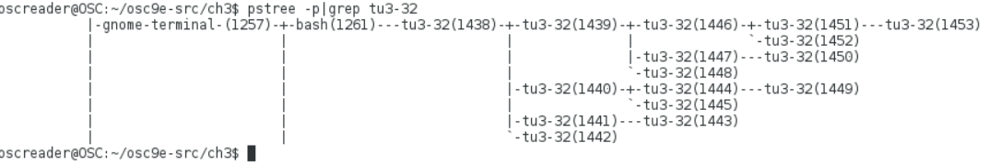 oscreader@OSC:~/osc9e-src/ch3$ pstree -p|grep tu3-32
           |-gnome-terminal-(1257)-+-bash(1261)---tu3-32(1438)-+-tu3-32(1439)-+-tu3-32(1446)-+-tu3-32(1451)---tu3-32(1453)
           |                       |                           |              |              `-tu3-32(1452)
           |                       |                           |              |-tu3-32(1447)---tu3-32(1450)
           |                       |                           |              `-tu3-32(1448)
           |                       |                           |-tu3-32(1440)-+-tu3-32(1444)---tu3-32(1449)
           |                       |                           |              `-tu3-32(1445)
           |                       |                           |-tu3-32(1441)---tu3-32(1443)
           |                       |                           `-tu3-32(1442)
oscreader@OSC:~/osc9e-src/ch3$